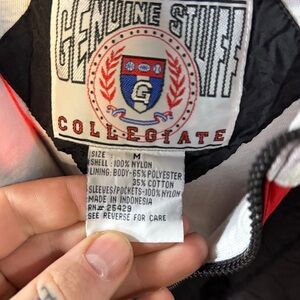 GENUINE STUFF
G
COLLEGIATE
SIZE : M
SHELL :100% NYLON
LINING: BODY-65% POLYESTER
35% COTTON
SLEEVES/POCKETS-100% NYLON
MADE IN INDONESIA
RN# 25429
SEE REVERSE FOR CARE